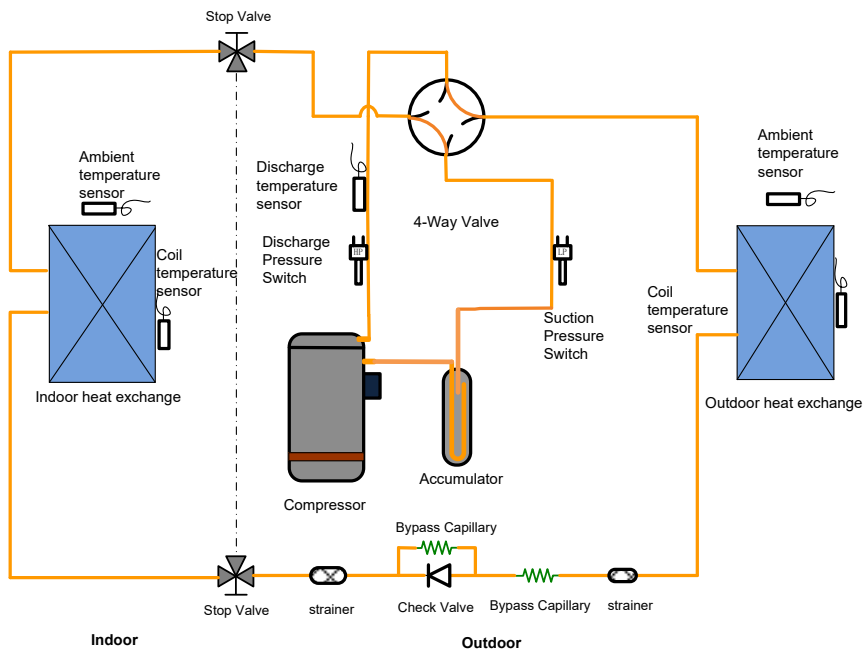 Stop Valve
Ambient
temperature
sensor
Discharge
temperature
sensor
Ambient
temperature
sensor
4-Way Valve
Discharge
Pressure
Switch
HP
LP
Coil
temperature
sensor
Coil
temperature
sensor
Suction
Pressure
Switch
Indoor heat exchange
Outdoor heat exchange
Accumulator
Compressor
Bypass Capillary
Stop Valve
strainer
Check Valve
Bypass Capillary
strainer
Indoor
Outdoor